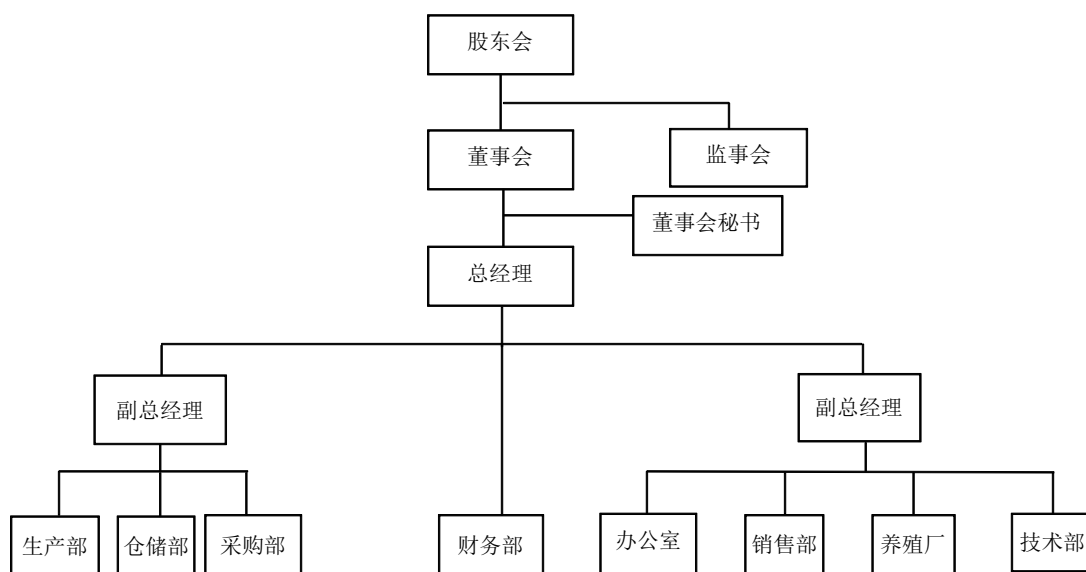 股东会
董事会
监事会
董事会秘书
总经理
副总经理
副总经理
生产部
仓储部
采购部
财务部
办公室
销售部
养殖厂
技术部